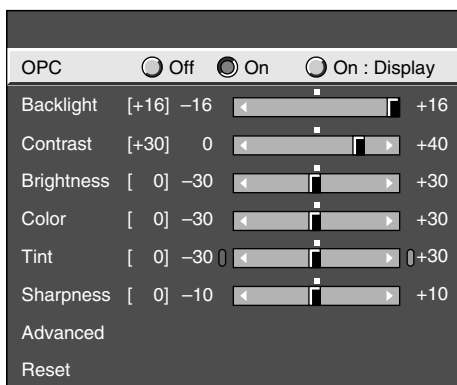 OPC Off On On : Display
Backlight [+16] –16 +16
Contrast [+30] 0 +40
Brightness [ 0] –30 +30
Color [ 0] –30 +30
Tint [ 0] –30 +30
Sharpness [ 0] –10 +10
Advanced
Reset